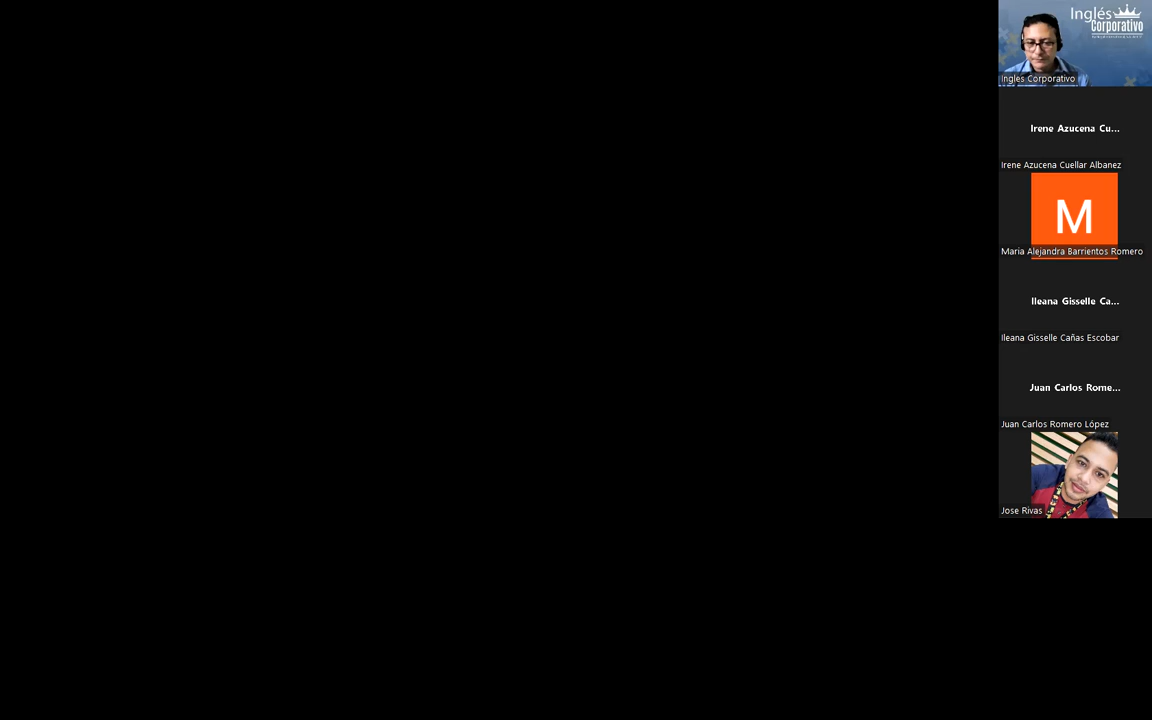 Inglés
Corporativo
Ingles Corporativo
Irene Azucena Cu...
Irene Azucena Cuellar Albanez
M
Maria Alejandra Barrientos Romero
Ileana Gisselle Ca...
Ileana Gisselle Cañas Escobar
Juan Carlos Rome...
Juan Carlos Romero López
Jose Rivas